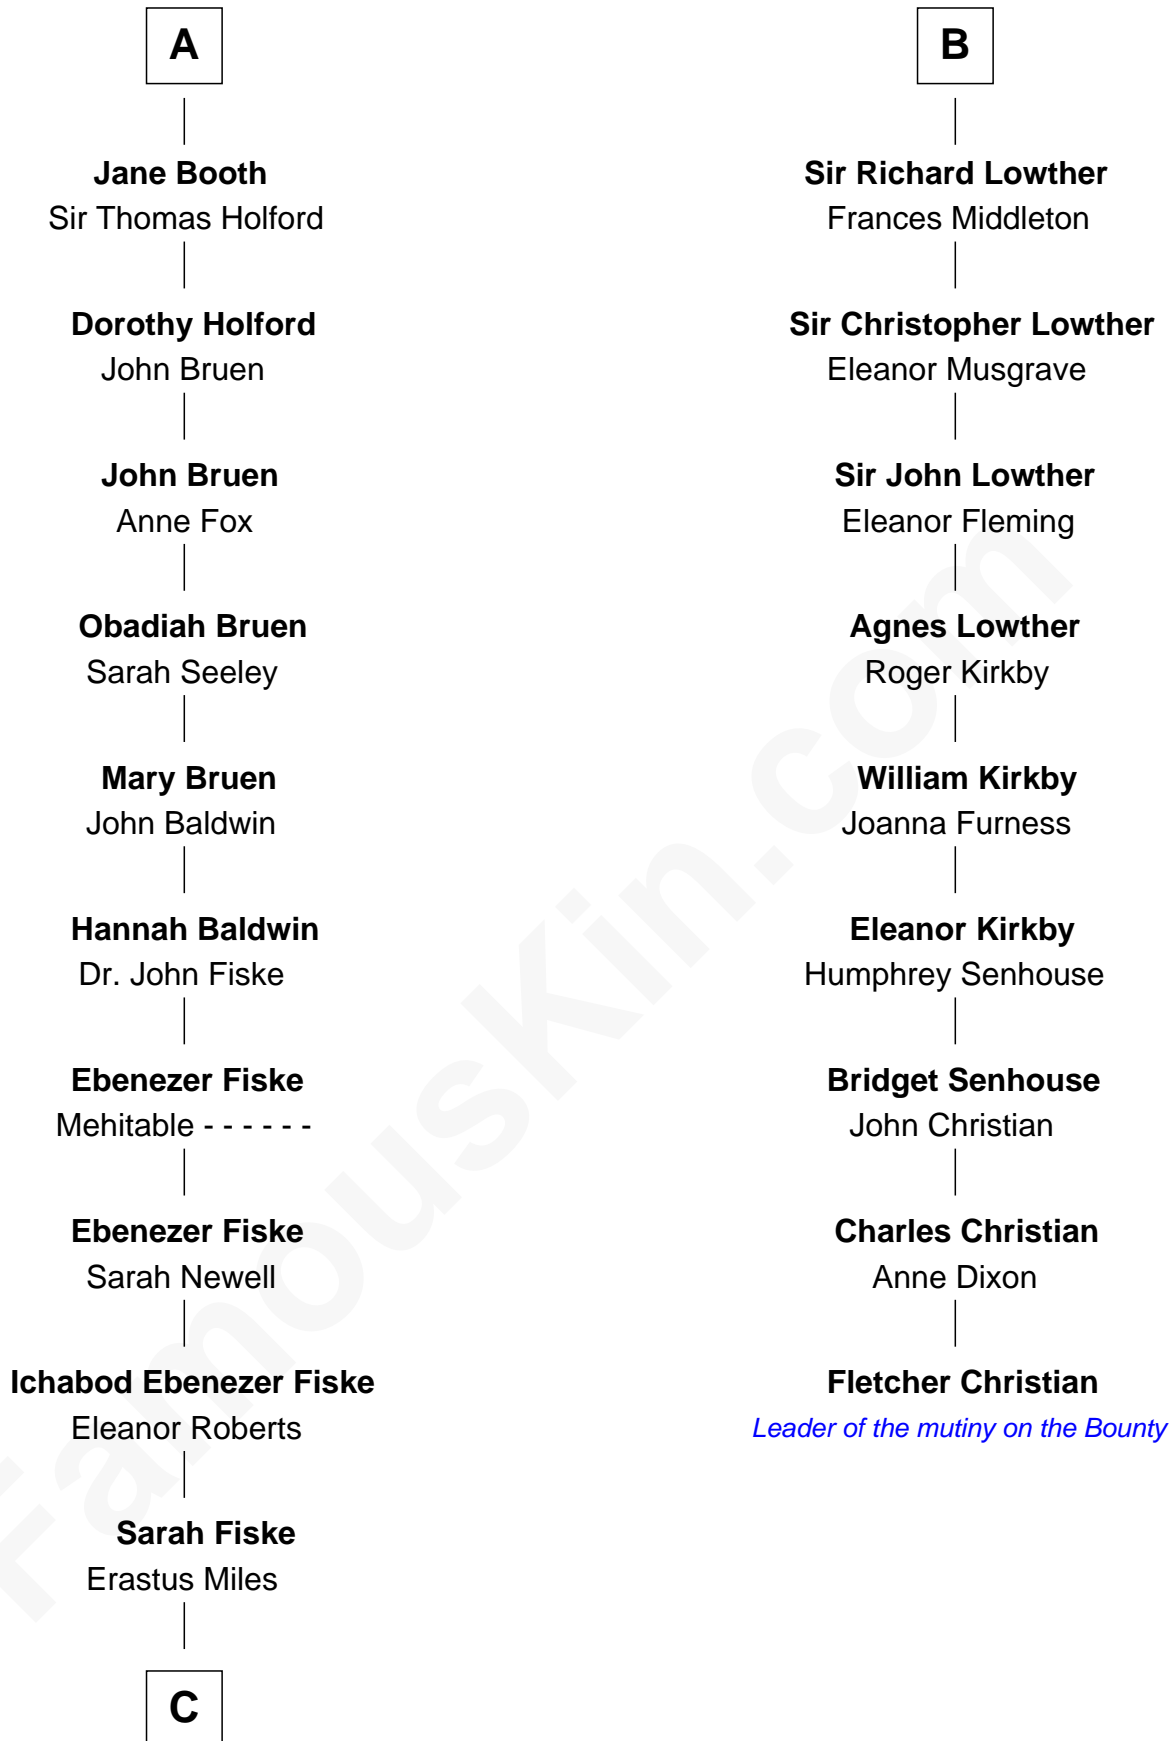 A
Jane Booth
Sir Thomas Holford
Dorothy Holford
John Bruen
John Bruen
Anne Fox
Obadiah Bruen
Sarah Seeley
Mary Bruen
John Baldwin
Hannah Baldwin
Dr. John Fiske
Ebenezer Fiske
Mehitable - - - - - -
Ebenezer Fiske
Sarah Newell
Ichabod Ebenezer Fiske
Eleanor Roberts
Sarah Fiske
Erastus Miles
C
B
Sir Richard Lowther
Frances Middleton
Sir Christopher Lowther
Eleanor Musgrave
Sir John Lowther
Eleanor Fleming
Agnes Lowther
Roger Kirkby
William Kirkby
Joanna Furness
Eleanor Kirkby
Humphrey Senhouse
Bridget Senhouse
John Christian
Charles Christian
Anne Dixon
Fletcher Christian
Leader of the mutiny on the Bounty
FamousKin.com